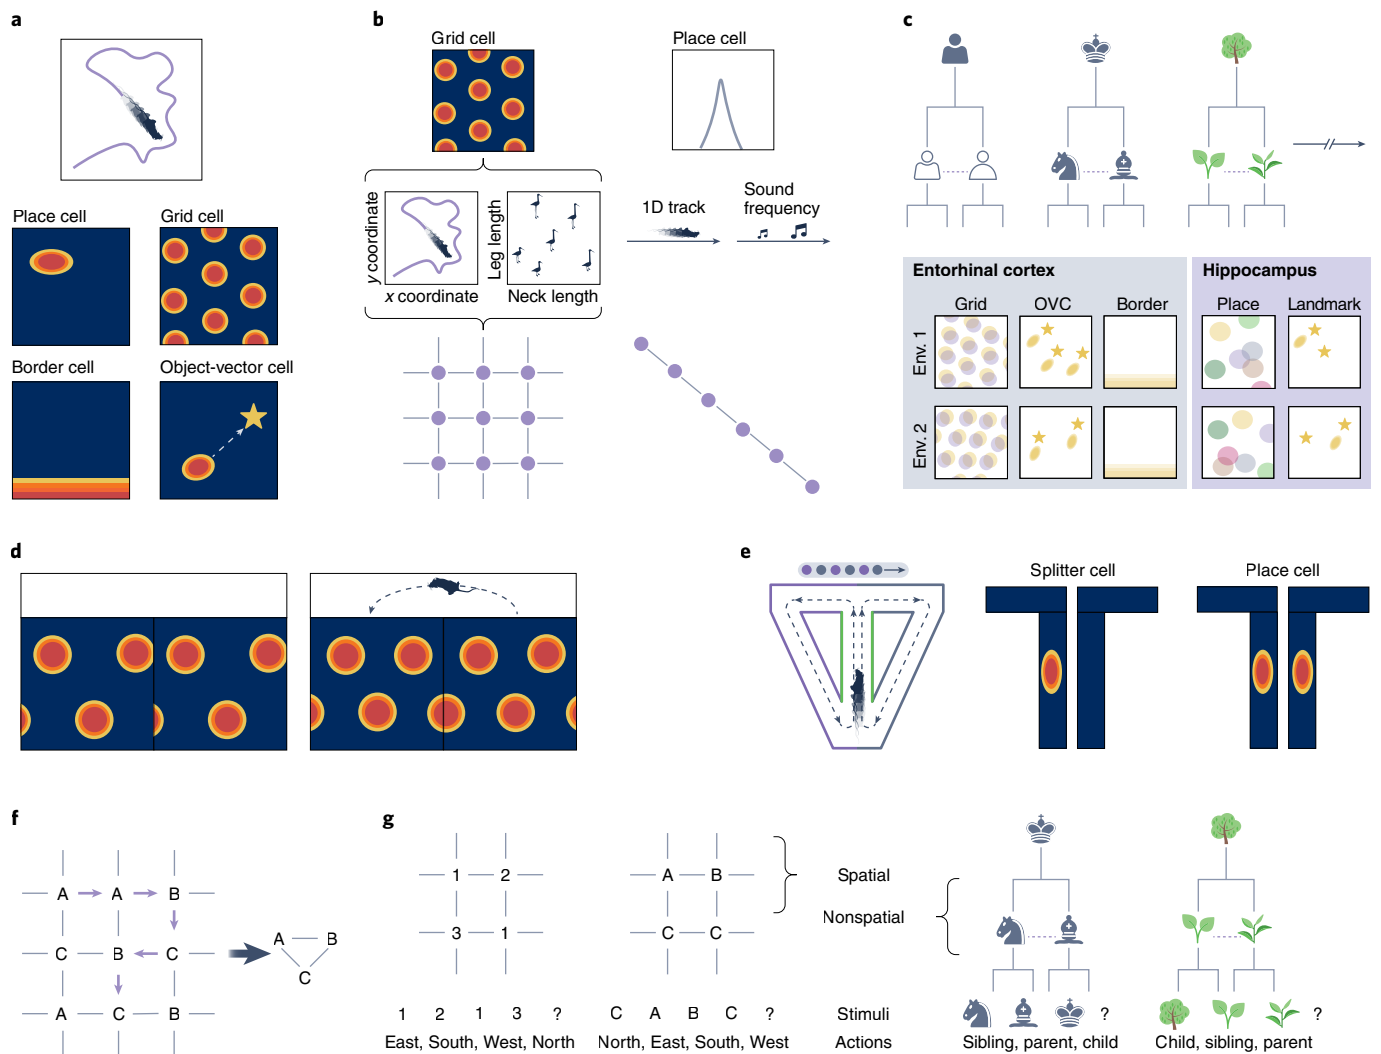 a
Place cell
Grid cell
Border cell
Object-vector cell
b
Grid cell
Place cell
y coordinate
x coordinate
Leg length
Neck length
1D track
Sound
frequency
c
Entorhinal cortex
Hippocampus
Grid
OVC
Border
Place
Landmark
Env. 1
Env. 2
d
e
Splitter cell
Place cell
f
A A B
C B C
A C B
A B
C
g
1 2
3 1
A B
C C
Spatial
Nonspatial
1 2 1 3 ?
C A B C ?
Stimuli
? ?
East, South, West, North
North, East, South, West
Actions
Sibling, parent, child
Child, sibling, parent